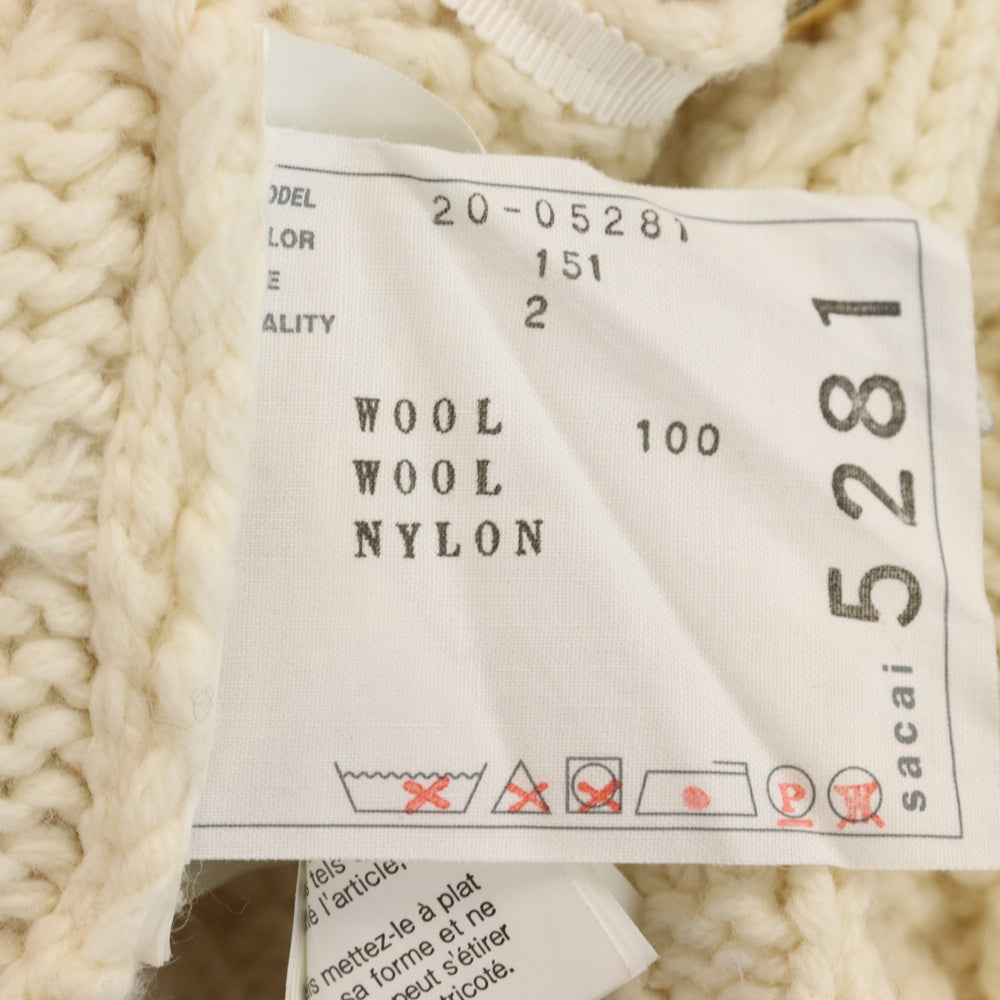 ODEL 20-05281
LOR 151
E 2
ALITY
WOOL 100
WOOL
NYLON
sacai 5281
P
W
tels
l'article,
mettez-le à plat
sa forme et ne
peut s'étirer
tricoté.